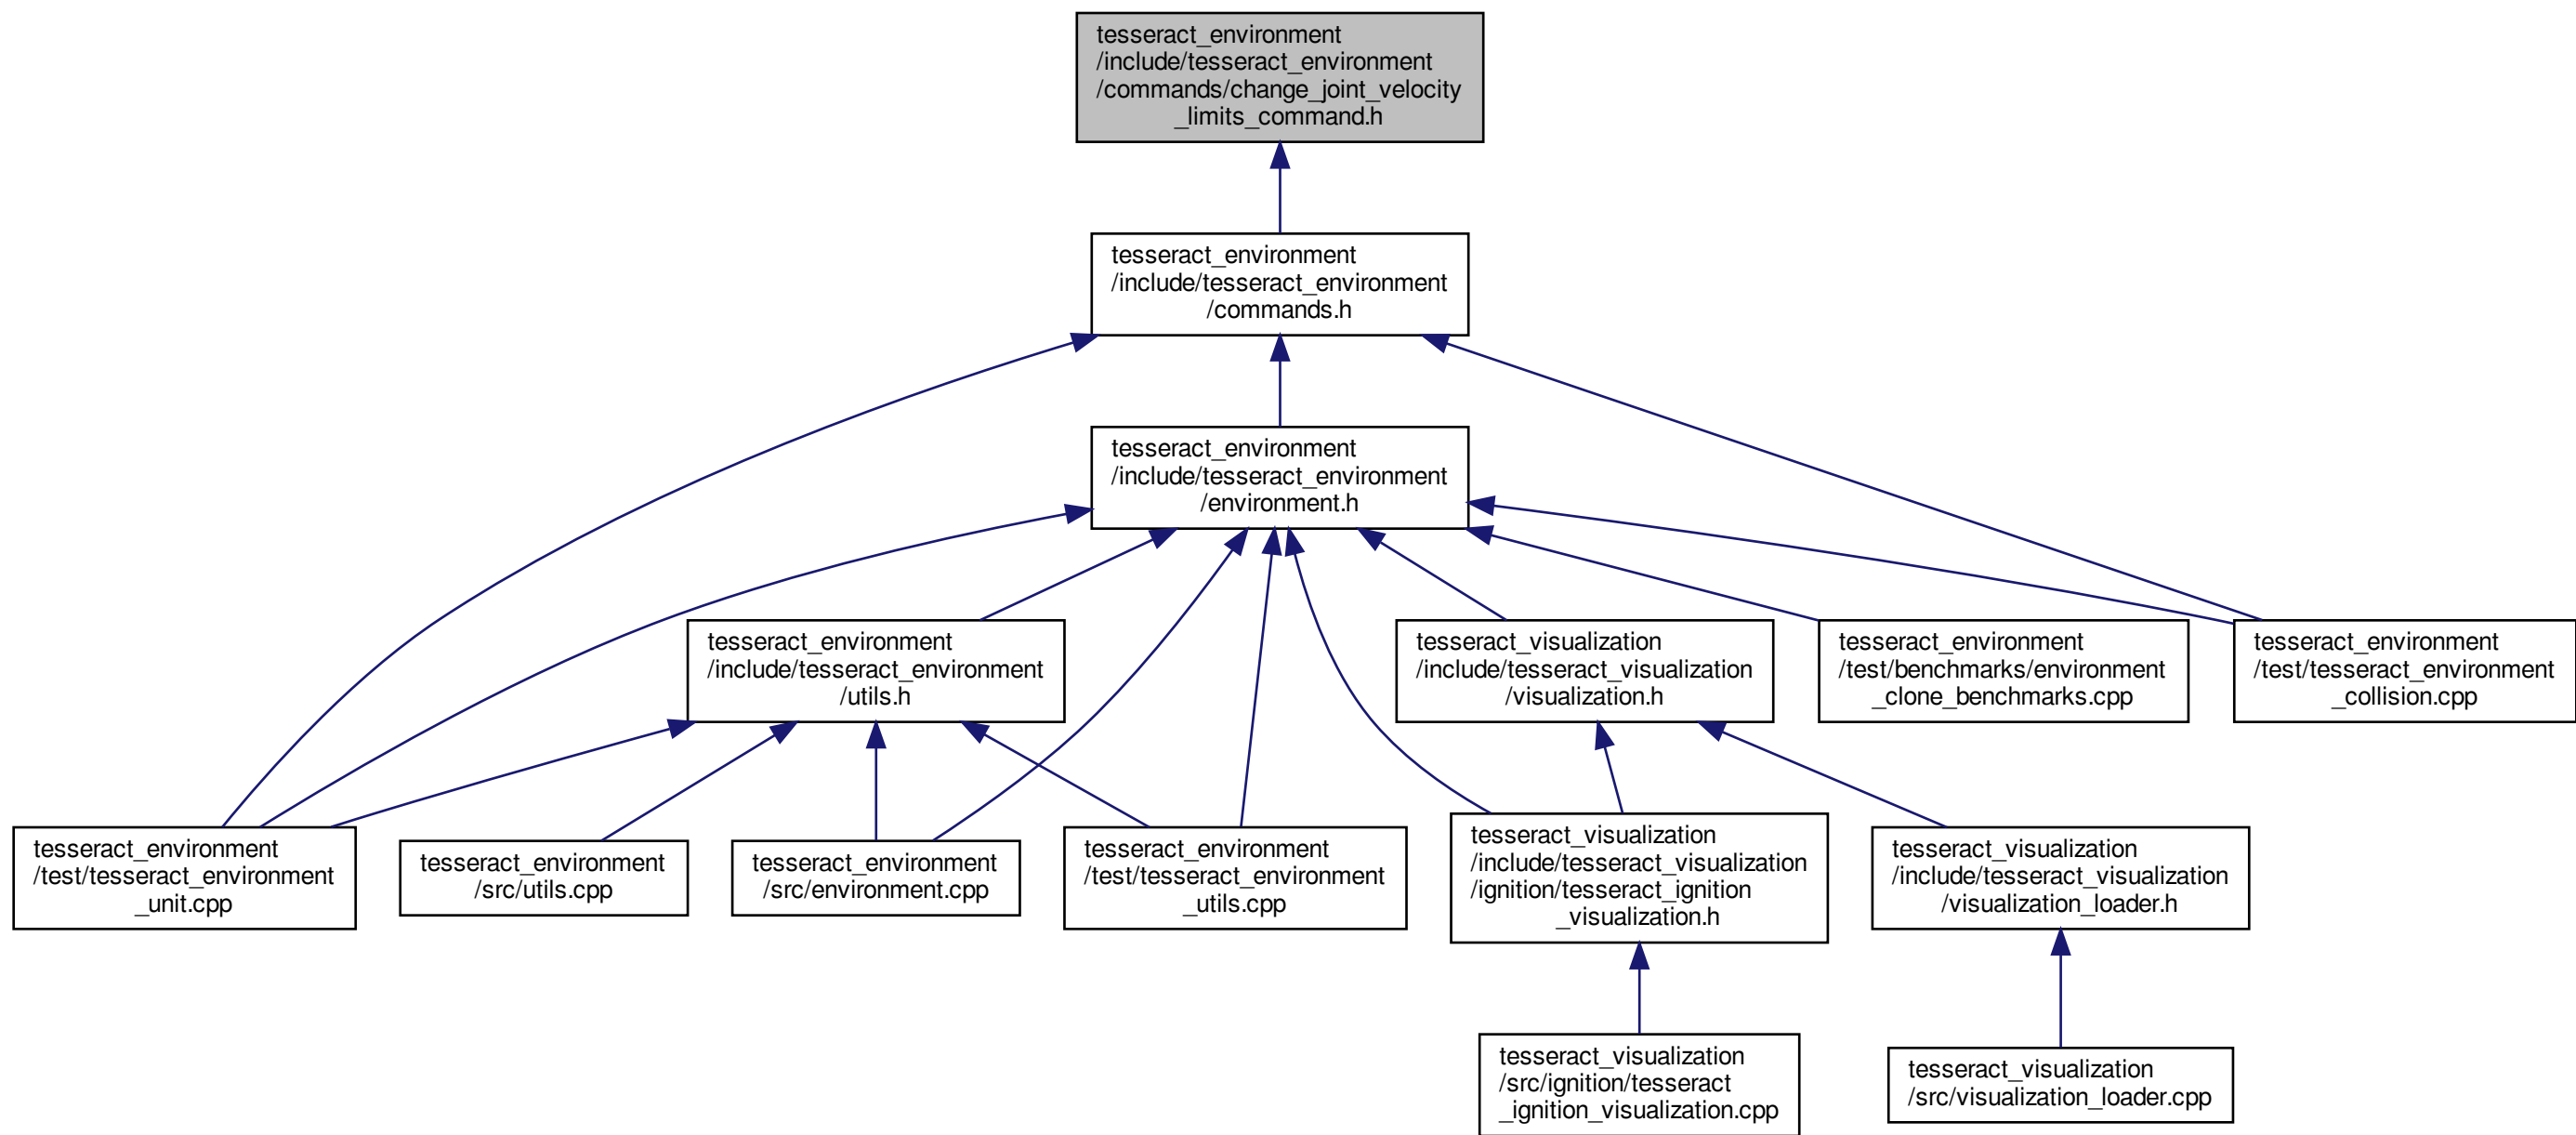 tesseract_environment
/include/tesseract_environment
/commands/change_joint_velocity
_limits_command.h
tesseract_environment
/include/tesseract_environment
/commands.h
tesseract_environment
/include/tesseract_environment
/environment.h
tesseract_environment
/include/tesseract_environment
/utils.h
tesseract_visualization
/include/tesseract_visualization
/visualization.h
tesseract_environment
/test/benchmarks/environment
_clone_benchmarks.cpp
tesseract_environment
/test/tesseract_environment
_collision.cpp
tesseract_environment
/test/tesseract_environment
_unit.cpp
tesseract_environment
/src/utils.cpp
tesseract_environment
/src/environment.cpp
tesseract_environment
/test/tesseract_environment
_utils.cpp
tesseract_visualization
/include/tesseract_visualization
/ignition/tesseract_ignition
_visualization.h
tesseract_visualization
/include/tesseract_visualization
/visualization_loader.h
tesseract_visualization
/src/ignition/tesseract
_ignition_visualization.cpp
tesseract_visualization
/src/visualization_loader.cpp